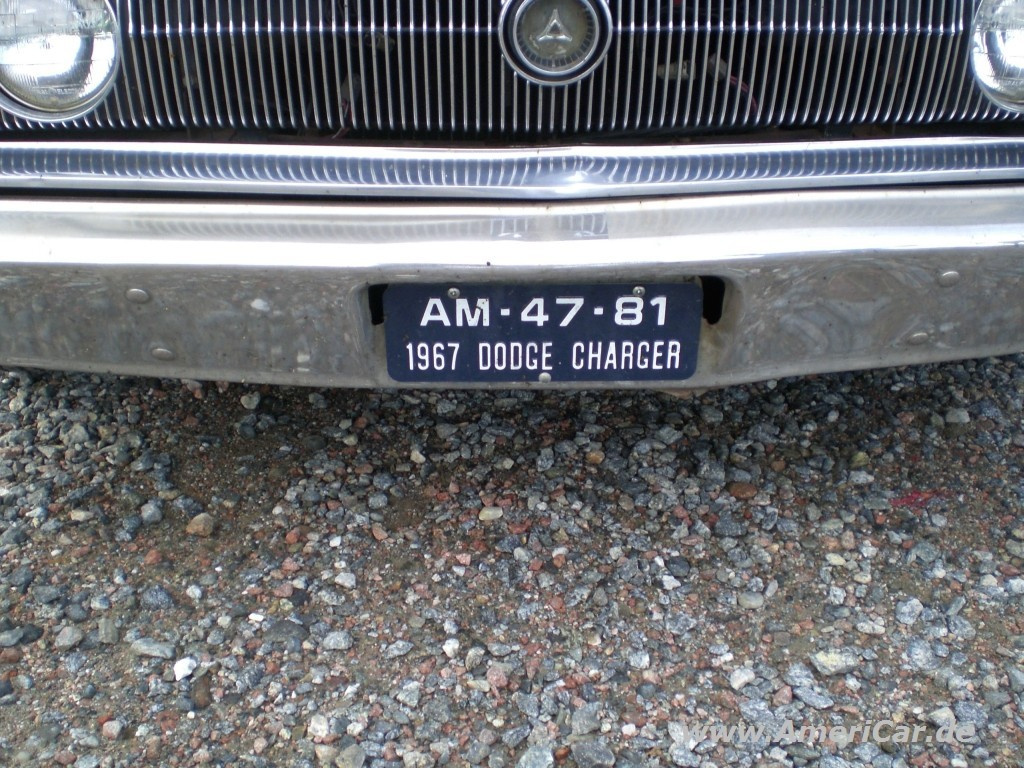 AM-47-81
1967 DODGE CHARGER
www.AmeriCar.de